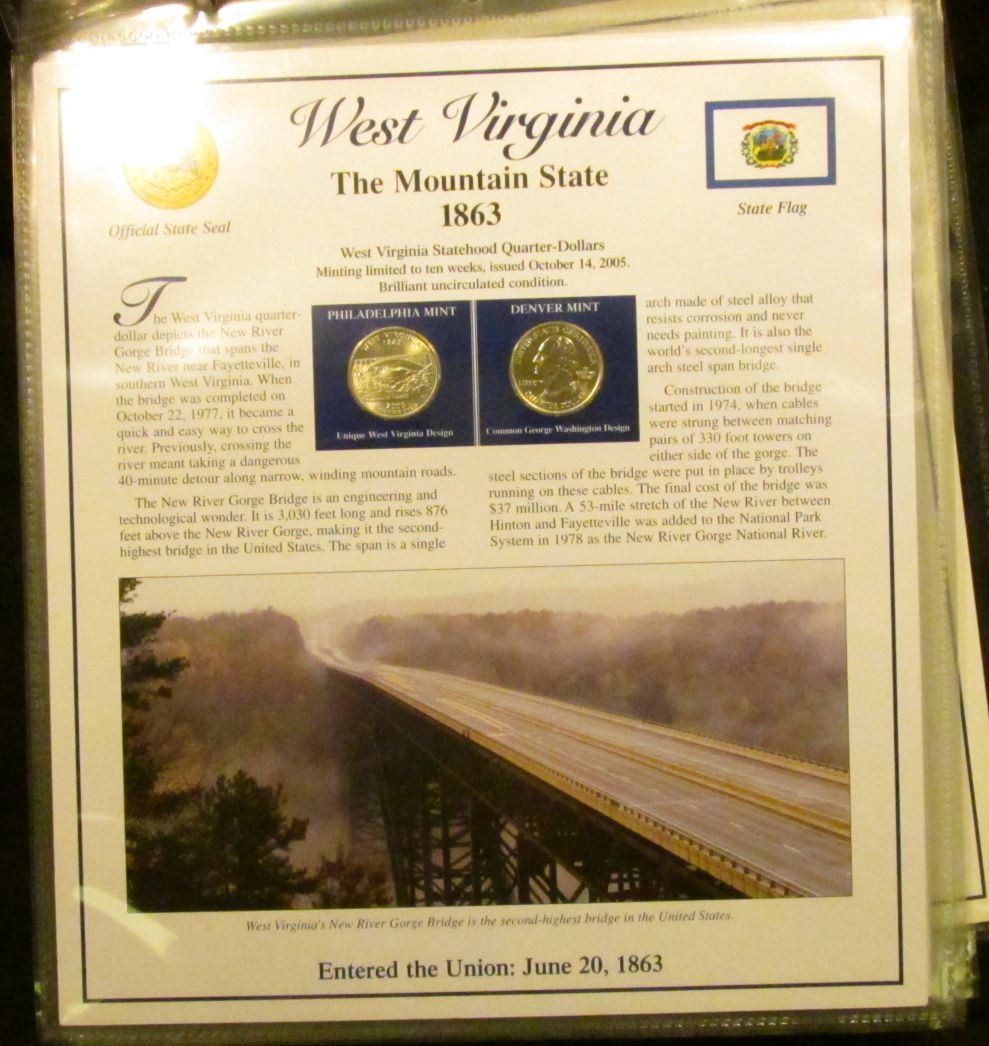 West Virginia
The Mountain State
1863
Official State Seal
State Flag
West Virginia Statehood Quarter-Dollars
Minting limited to ten weeks, issued October 14, 2005.
Brilliant uncirculated condition.
The West Virginia quarter-
dollar depicts the New River
Gorge Bridge that spans the
New River near Fayetteville, in
southern West Virginia. When
the bridge was completed on
October 22, 1977, it became a
quick and easy way to cross the
river. Previously, crossing the
river meant taking a dangerous
40-minute detour along narrow, winding mountain roads.
The New River Gorge Bridge is an engineering and
technological wonder. It is 3,030 feet long and rises 876
feet above the New River Gorge, making it the second-
highest bridge in the United States. The span is a single
PHILADELPHIA MINT
WEST VIRGINIA
1863
2005
Unique West Virginia Design
DENVER MINT
UNITED STATES
LIBERTY
QUARTER DOLLAR
Common George Washington Design
arch made of steel alloy that
resists corrosion and never
needs painting. It is also the
world's second-longest single
arch steel span bridge.
Construction of the bridge
started in 1974, when cables
were strung between matching
pairs of 330 foot towers on
either side of the gorge. The
steel sections of the bridge were put in place by trolleys
running on these cables. The final cost of the bridge was
$37 million. A 53-mile stretch of the New River between
Hinton and Fayetteville was added to the National Park
System in 1978 as the New River Gorge National River.
West Virginia's New River Gorge Bridge is the second-highest bridge in the United States.
Entered the Union: June 20, 1863